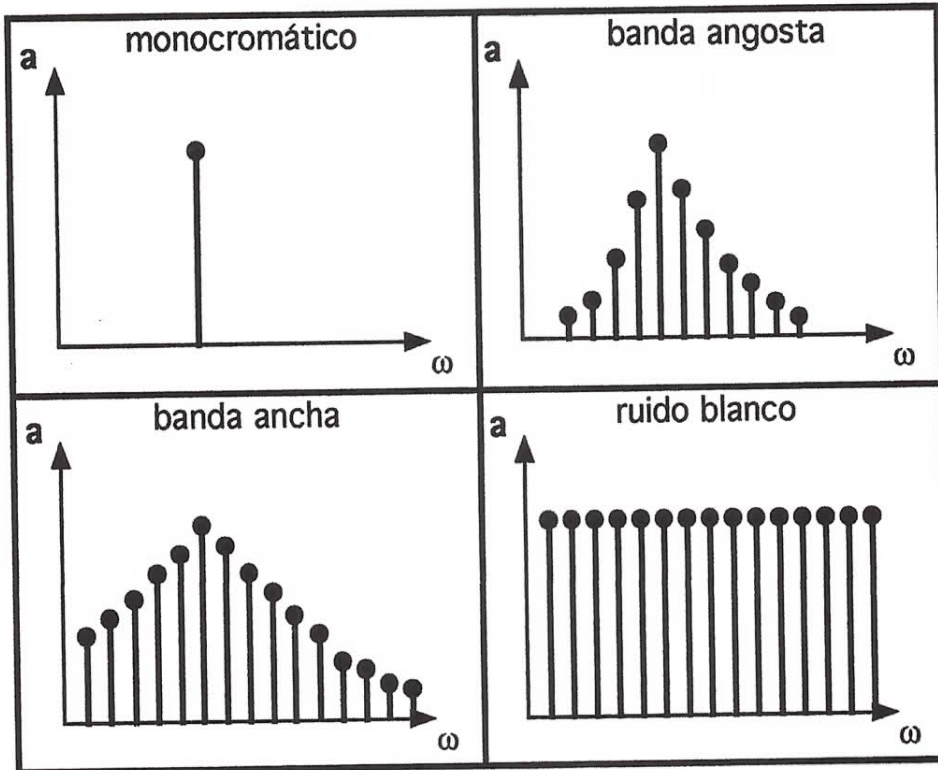 monocromático
a
ω
banda angosta
a
ω
banda ancha
a
ω
ruido blanco
a
ω